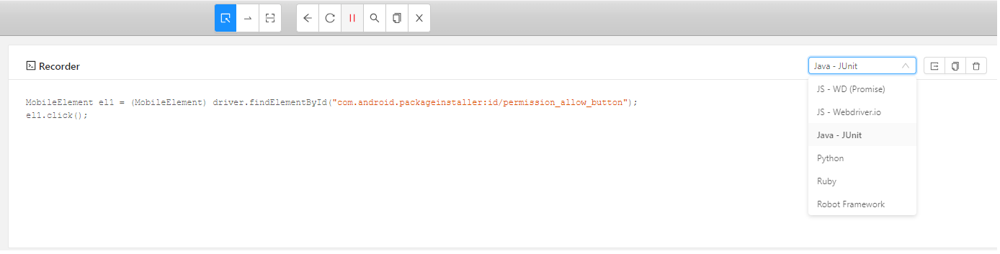 Recorder
Java - JUnit
MobileElement el1 = (MobileElement) driver.findElementById("com.android.packageinstaller:id/permission_allow_button");
el1.click();
JS - WD (Promise)
JS - Webdriver.io
Java - JUnit
Python
Ruby
Robot Framework